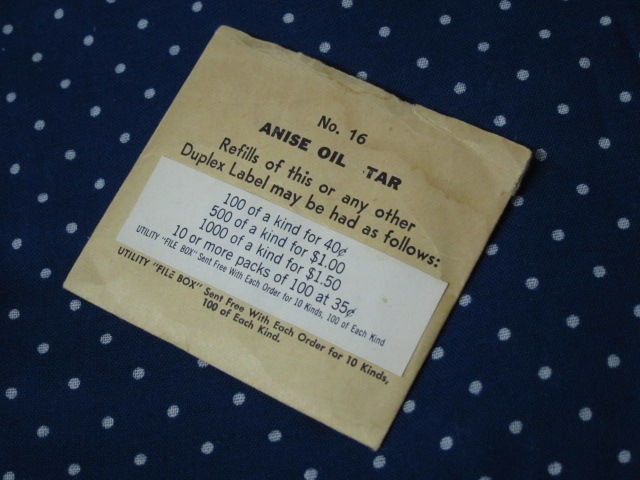 No. 16
ANISE OIL STAR
Refills of this or any other
Duplex Label may be had as follows:
100 of a kind for 40¢
500 of a kind for $1.00
1000 of a kind for $1.50
10 or more packs of 100 at 35¢
UTILITY "FILE BOX" Sent Free With Each Order for 10 Kinds, 100 of Each Kind
UTILITY "FILE BOX" Sent Free With Each Order for 10 Kinds,
100 of Each Kind.